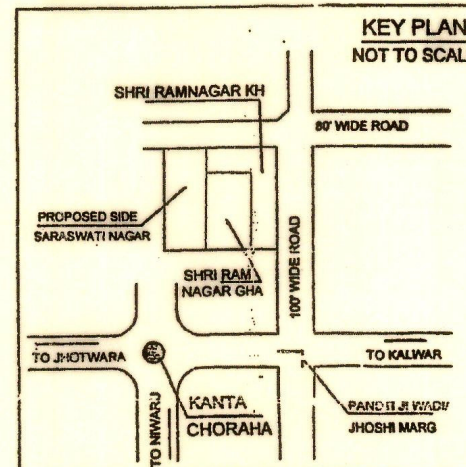 KEY PLAN
NOT TO SCAL
SHRI RAMNAGAR KH
80' WIDE ROAD
PROPOSED SIDE
SARASWATI NAGAR
SHRI RAM
NAGAR GHA
100' WIDE ROAD
TO JHOTWARA
TO KALWAR
KANTA
CHORAHA
TO NIWARU
JHOSHI MARG